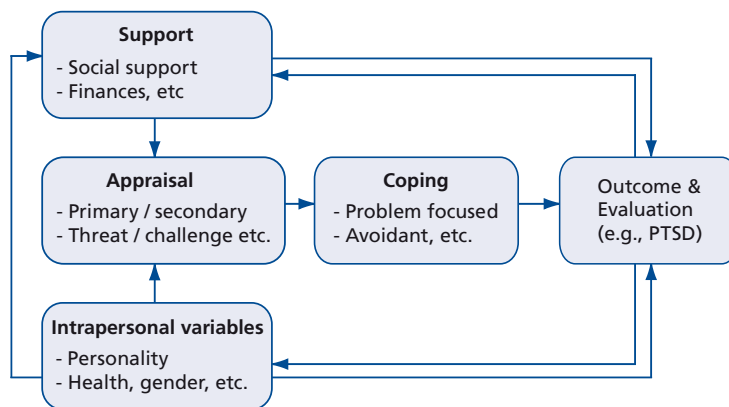 Support
- Social support
- Finances, etc
Appraisal
- Primary / secondary
- Threat / challenge etc.
Coping
- Problem focused
- Avoidant, etc.
Outcome &
Evaluation
(e.g., PTSD)
Intrapersonal variables
- Personality
- Health, gender, etc.